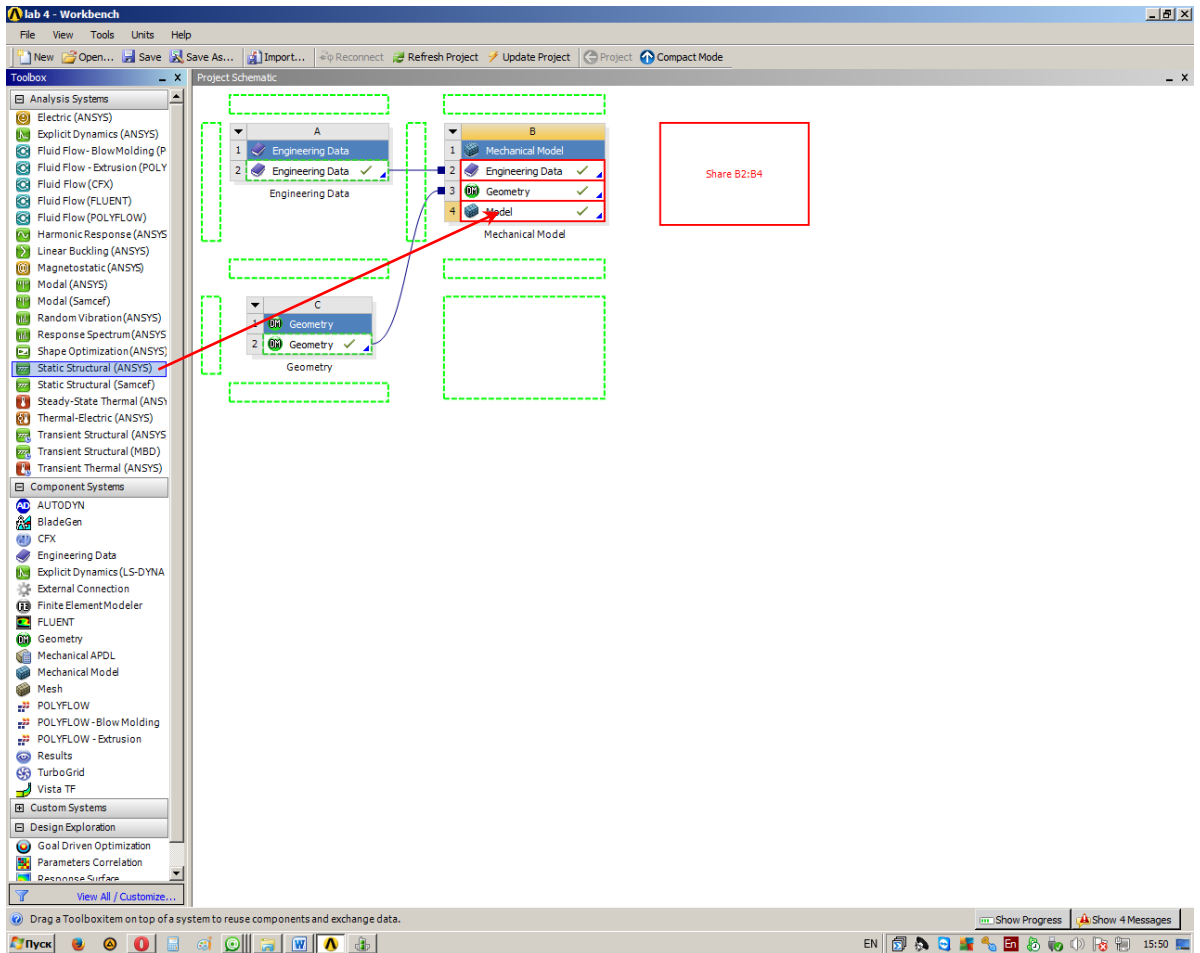 lab 4 - Workbench
File View Tools Units Help
New Open... Save Save As... Import... Reconnect Refresh Project Update Project Project Compact Mode
Toolbox
Project Schematic
Analysis Systems
Electric (ANSYS)
Explicit Dynamics (ANSYS)
Fluid Flow- BlowMolding (P
Fluid Flow - Extrusion (POLY
Fluid Flow (CFX)
Fluid Flow (FLUENT)
Fluid Flow (POLYFLOW)
Harmonic Response (ANSYS
Linear Buckling (ANSYS)
Magnetostatic (ANSYS)
Modal (ANSYS)
Modal (Samcef)
Random Vibration (ANSYS)
Response Spectrum (ANSYS
Shape Optimization (ANSYS)
Static Structural (ANSYS)
Static Structural (Samcef)
Steady-State Thermal (ANSY
Thermal-Electric (ANSYS)
Transient Structural (ANSYS
Transient Structural (MBD)
Transient Thermal (ANSYS)
Component Systems
AUTODYN
BladeGen
CFX
Engineering Data
Explicit Dynamics (LS-DYNA
External Connection
Finite Element Modeler
FLUENT
Geometry
Mechanical APDL
Mechanical Model
Mesh
POLYFLOW
POLYFLOW - Blow Molding
POLYFLOW - Extrusion
Results
TurboGrid
Vista TF
Custom Systems
Design Exploration
Goal Driven Optimization
Parameters Correlation
Response Surface
View All / Customize...
A
1 Engineering Data
2 Engineering Data
Engineering Data
B
1 Mechanical Model
2 Engineering Data
3 Geometry
4 Model
Mechanical Model
Share B2:B4
C
1 Geometry
2 Geometry
Geometry
Drag a Toolbox item on top of a system to reuse components and exchange data.
Show Progress
Show 4 Messages
Пуск
EN
En
15:50